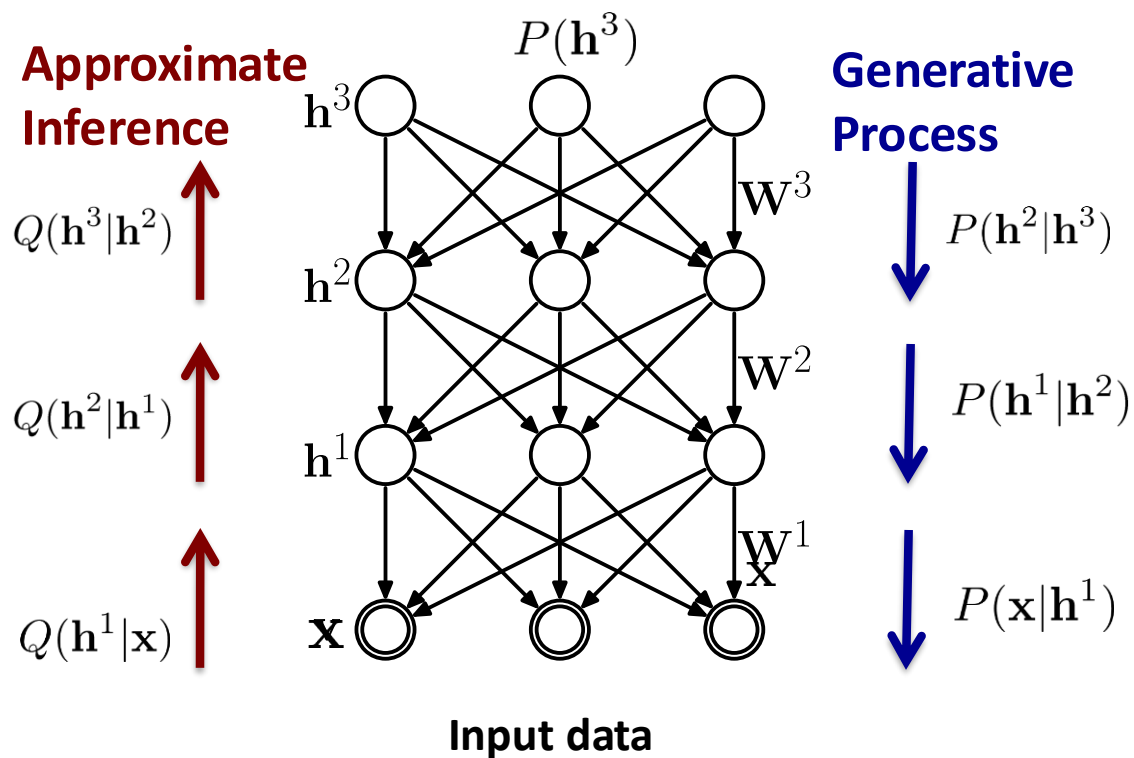 Approximate
Inference
P(h³)
Generative
Process
h³
W³
Q(h³|h²)
P(h²|h³)
h²
W²
Q(h²|h¹)
P(h¹|h²)
h¹
W¹
x
Q(h¹|x)
P(x|h¹)
x
Input data